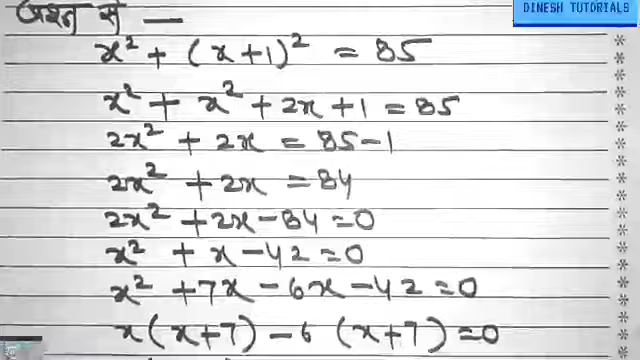 DINESH TUTORIALS
प्रश्न से —
x² + (x+1)² = 85
x² + x² + 2x + 1 = 85
2x² + 2x = 85-1
2x² + 2x = 84
2x² + 2x - 84 = 0
x² + x - 42 = 0
x² + 7x - 6x - 42 = 0
x(x+7) - 6(x+7) = 0